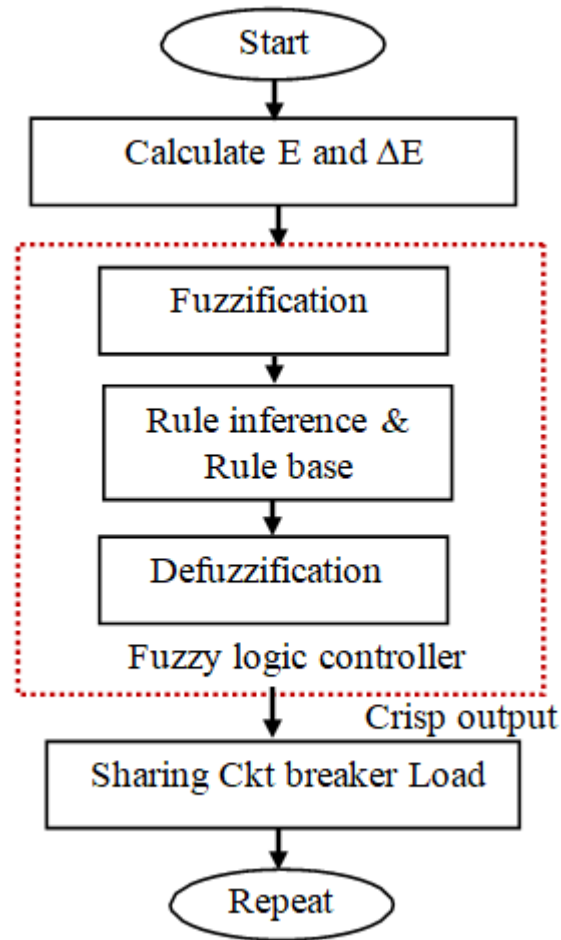 Start
Calculate E and ΔE
Fuzzification
Rule inference &
Rule base
Defuzzification
Fuzzy logic controller
Crisp output
Sharing Ckt breaker Load
Repeat